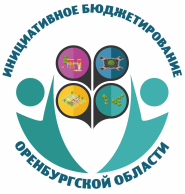 ИНИЦИАТИВНОЕ БЮДЖЕТИРОВАНИЕ
ОРЕНБУРГСКОЙ ОБЛАСТИ